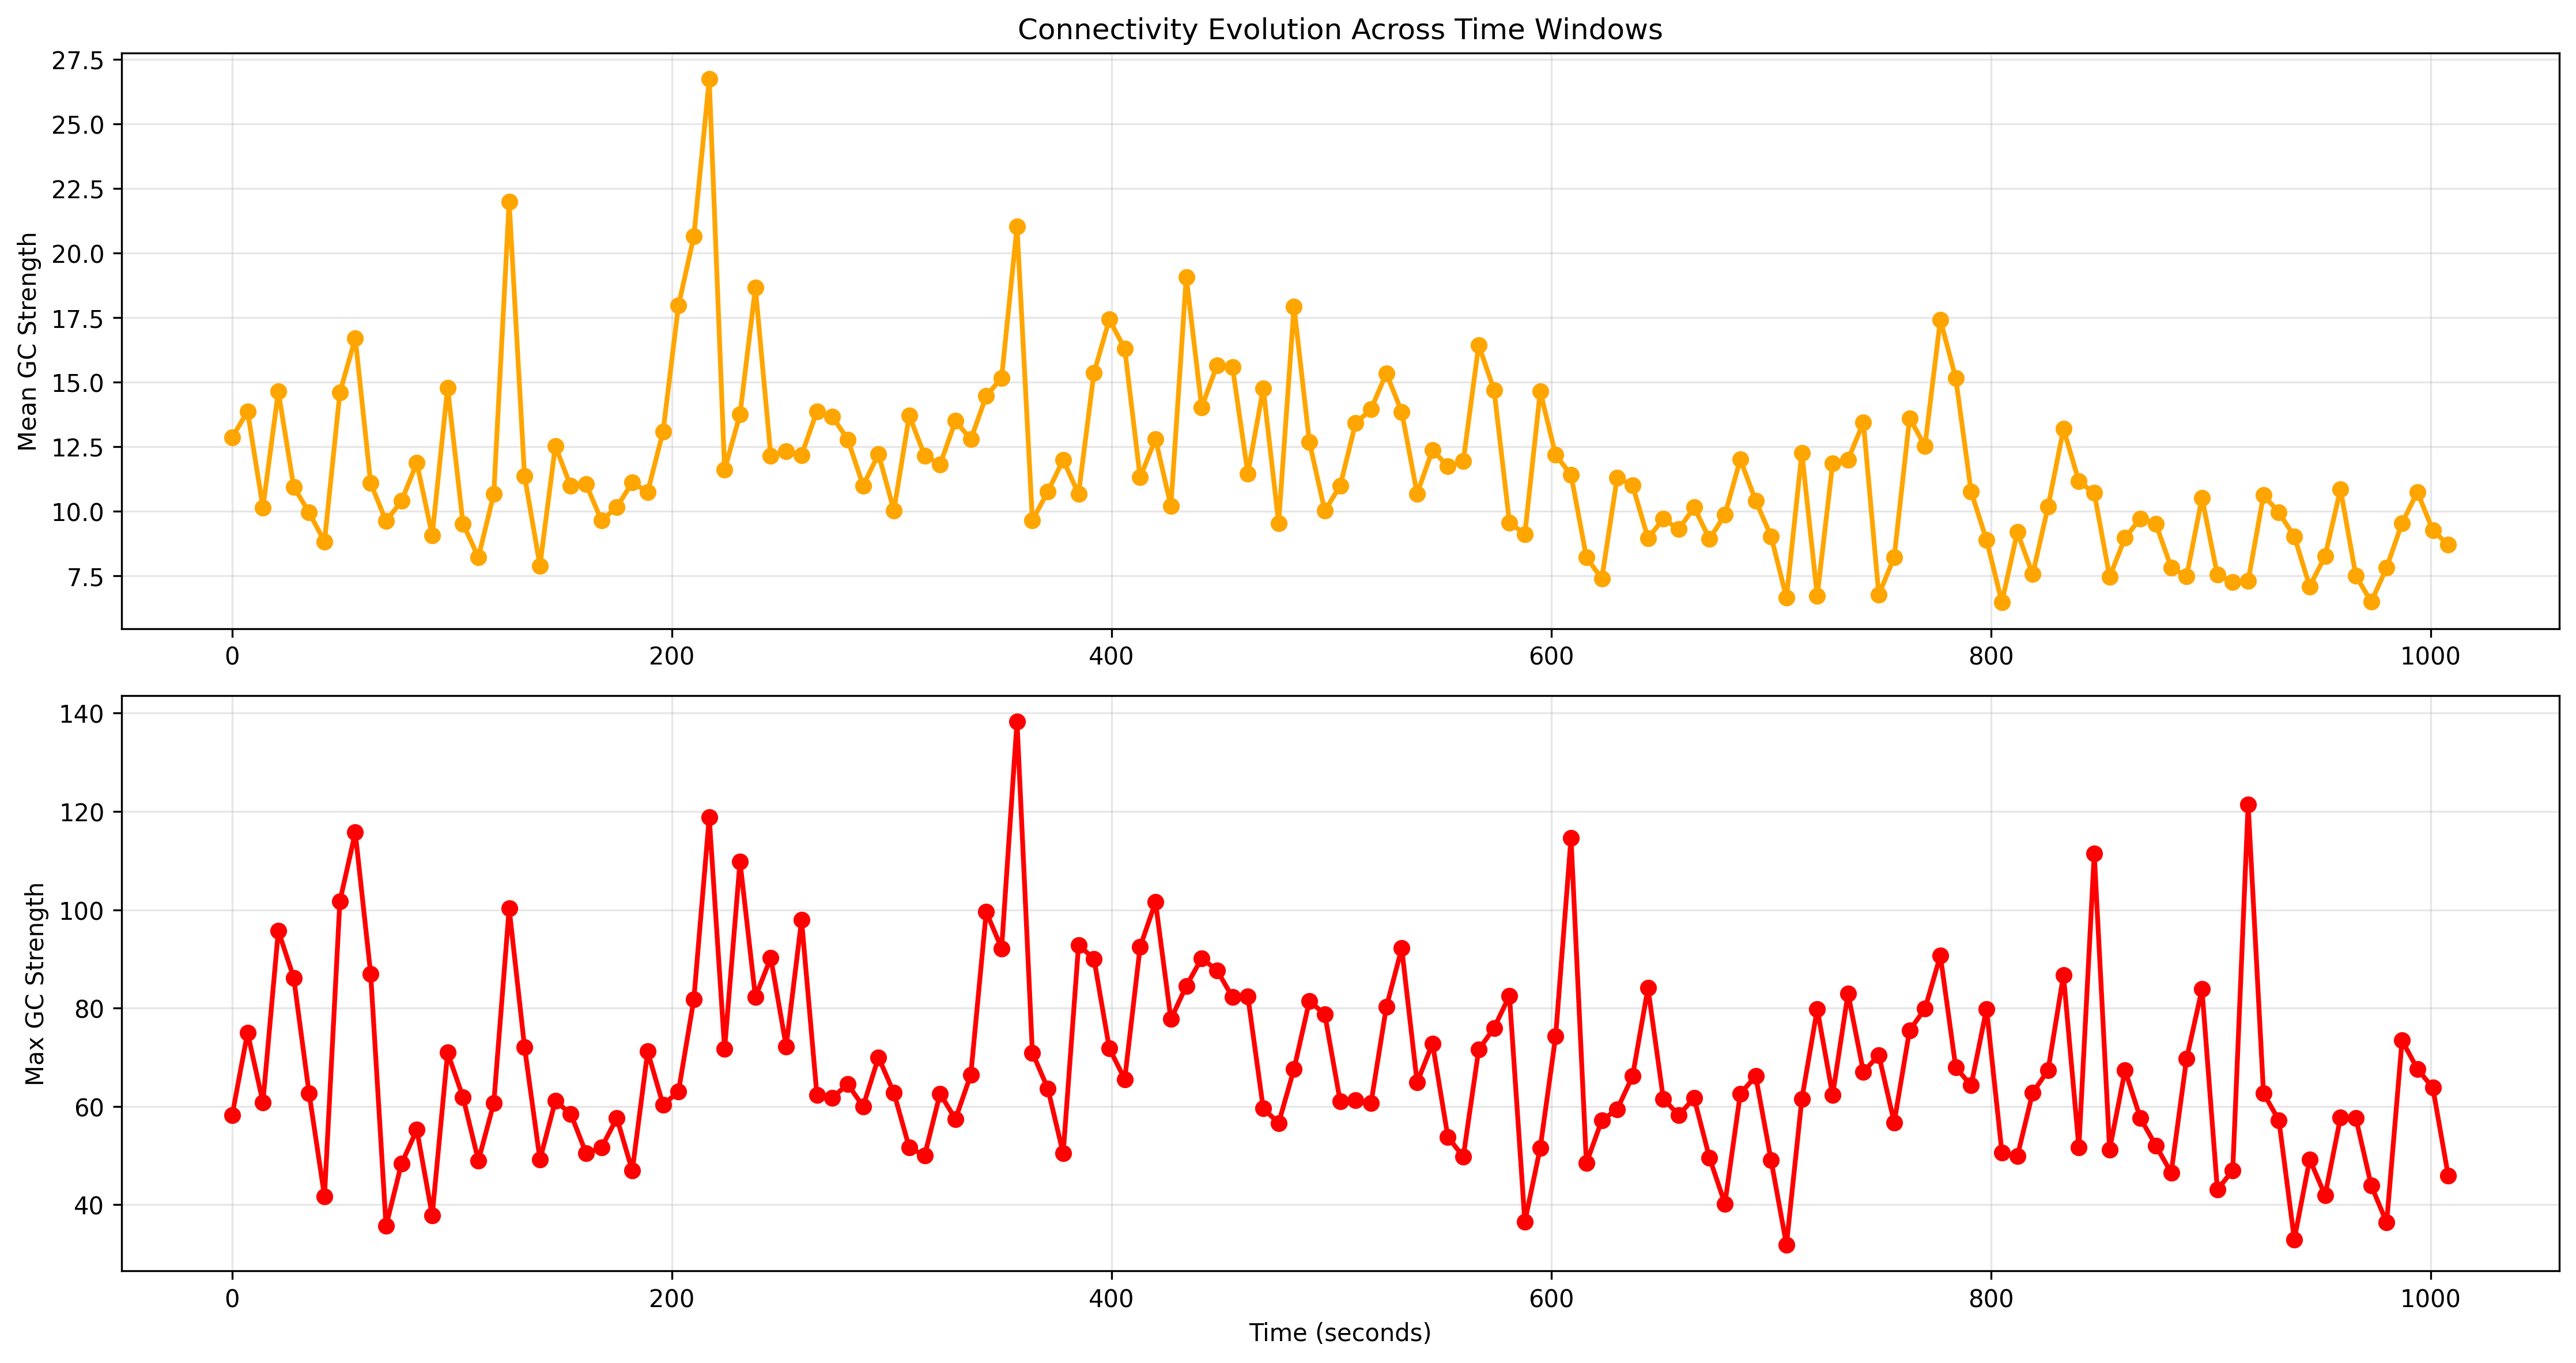 Connectivity Evolution Across Time Windows
27.5
25.0
22.5
20.0
17.5
15.0
12.5
10.0
7.5
Mean GC Strength
0 200 400 600 800 1000
140
120
100
80
60
40
Max GC Strength
0 200 400 600 800 1000
Time (seconds)